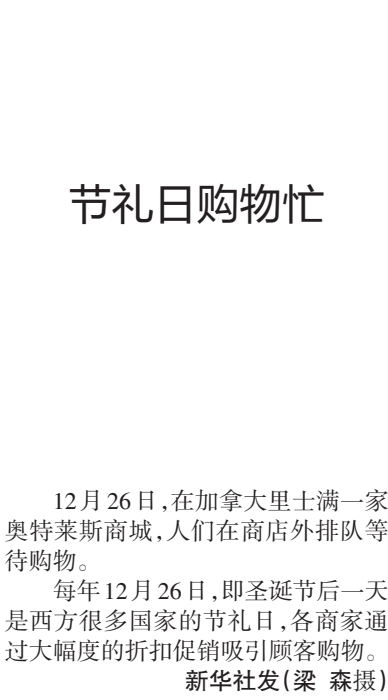 节礼日购物忙
12月26日,在加拿大里士满一家
奥特莱斯商城,人们在商店外排队等
待购物。
每年12月26日,即圣诞节后一天
是西方很多国家的节礼日,各商家通
过大幅度的折扣促销吸引顾客购物。
新华社发(梁 森摄)